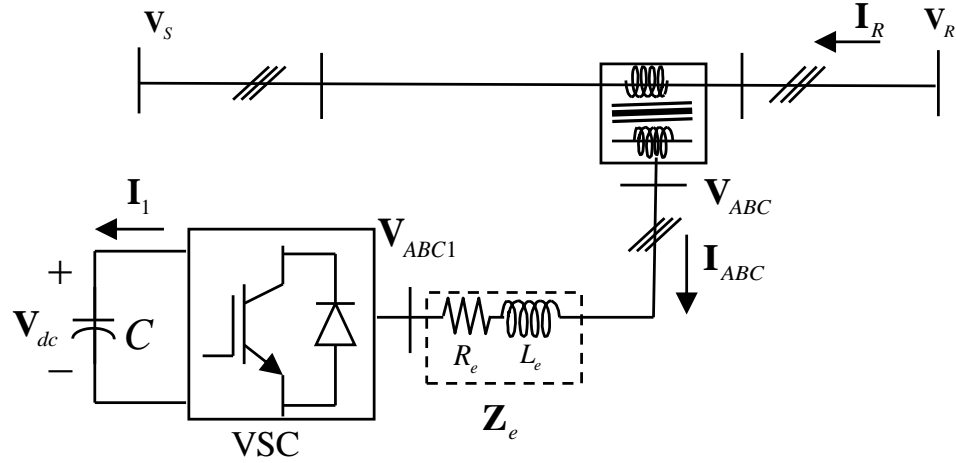 V_S
I_R
V_R
V_ABC
I_1
V_ABC1
I_ABC
+
V_dc
C
−
R_e
L_e
Z_e
VSC